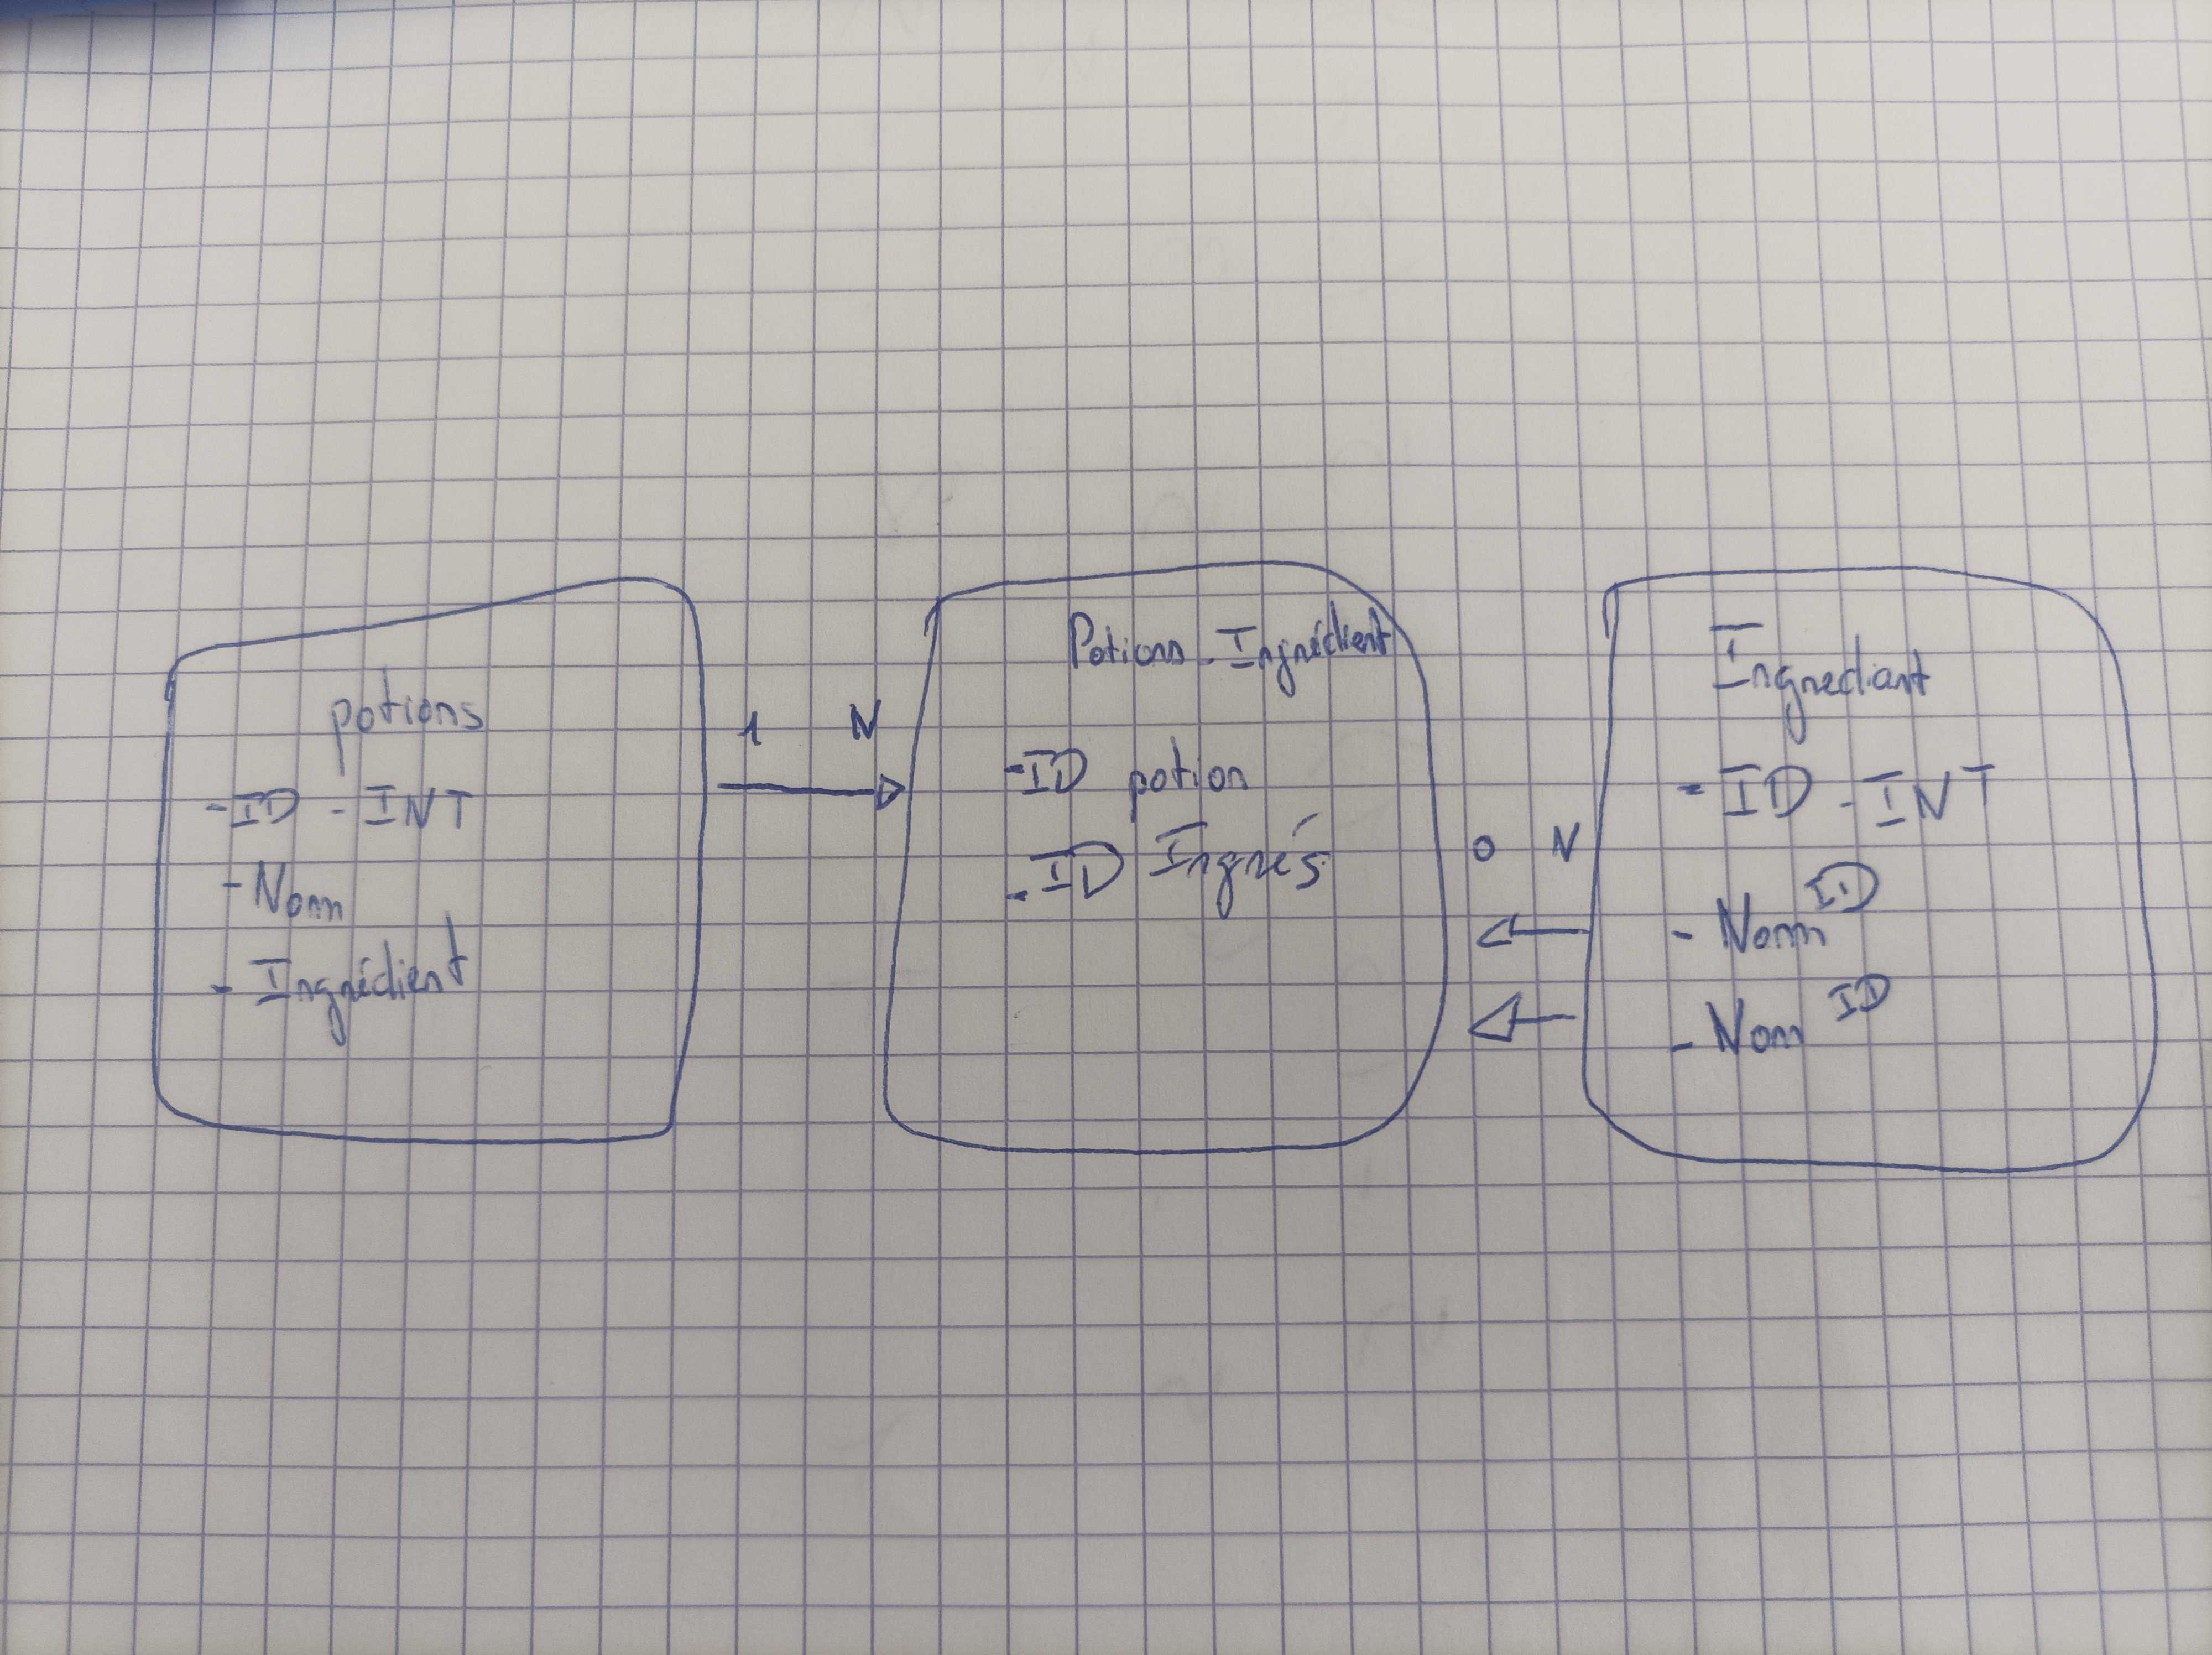 potions
-ID - INT
-Nom
- Ingrédient
1 N
Potions_Ingrédient
-ID potion
-ID Ingrés
0 N
Ingrediant
- ID - INT
- Nom ID
- Nom ID